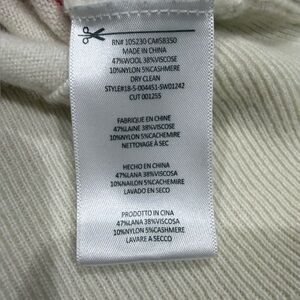 RN# 105230 CA#58350
MADE IN CHINA
47%WOOL 38%VISCOSE
10%NYLON 5%CASHMERE
DRY CLEAN
STYLE#18-S-004451-SW01242
CUT 001255
FABRIQUE EN CHINE
47%LAINE 38%VISCOSE
10%NYLON 5%CACHEMIRE
NETTOYAGE À SEC
HECHO EN CHINA
47%LANA 38%VISCOSA
10%NAILON 5%CACHEMIRE
LAVADO EN SECO
PRODOTTO IN CINA
47%LANA 38%VISCOSA
10%NYLON 5%CASHMERE
LAVARE A SECCO